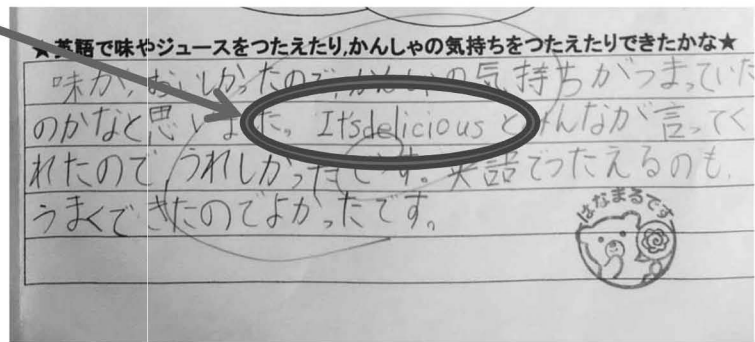 ★英語で味やジュースをつたえたり,かんしゃの気持ちをつたえたりできたかな★
味が、おいしかったので、かんしゃの気持ちがつまっていた
のかなと思いました。It'sdelicious とみんなが言ってく
れたので、うれしかったです。英語でつたえるのも、
うまくできたのでよかったです。
はなまるです